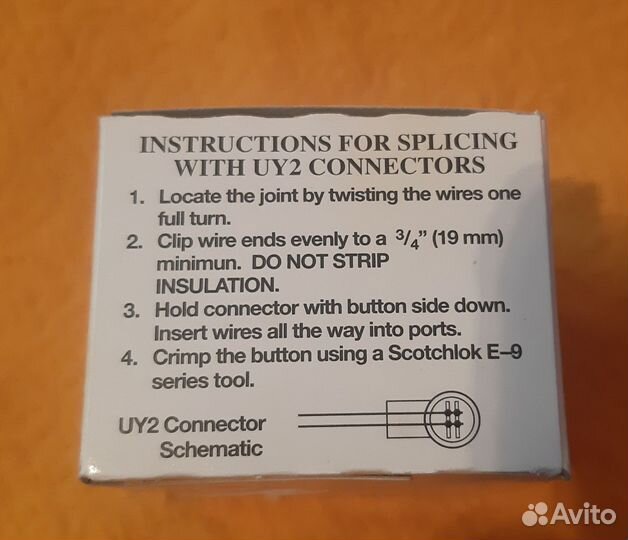 INSTRUCTIONS FOR SPLICING
WITH UY2 CONNECTORS
1. Locate the joint by twisting the wires one
full turn.
2. Clip wire ends evenly to a 3/4” (19 mm)
minimun. DO NOT STRIP
INSULATION.
3. Hold connector with button side down.
Insert wires all the way into ports.
4. Crimp the button using a Scotchlok E–9
series tool.
UY2 Connector
Schematic
Avito